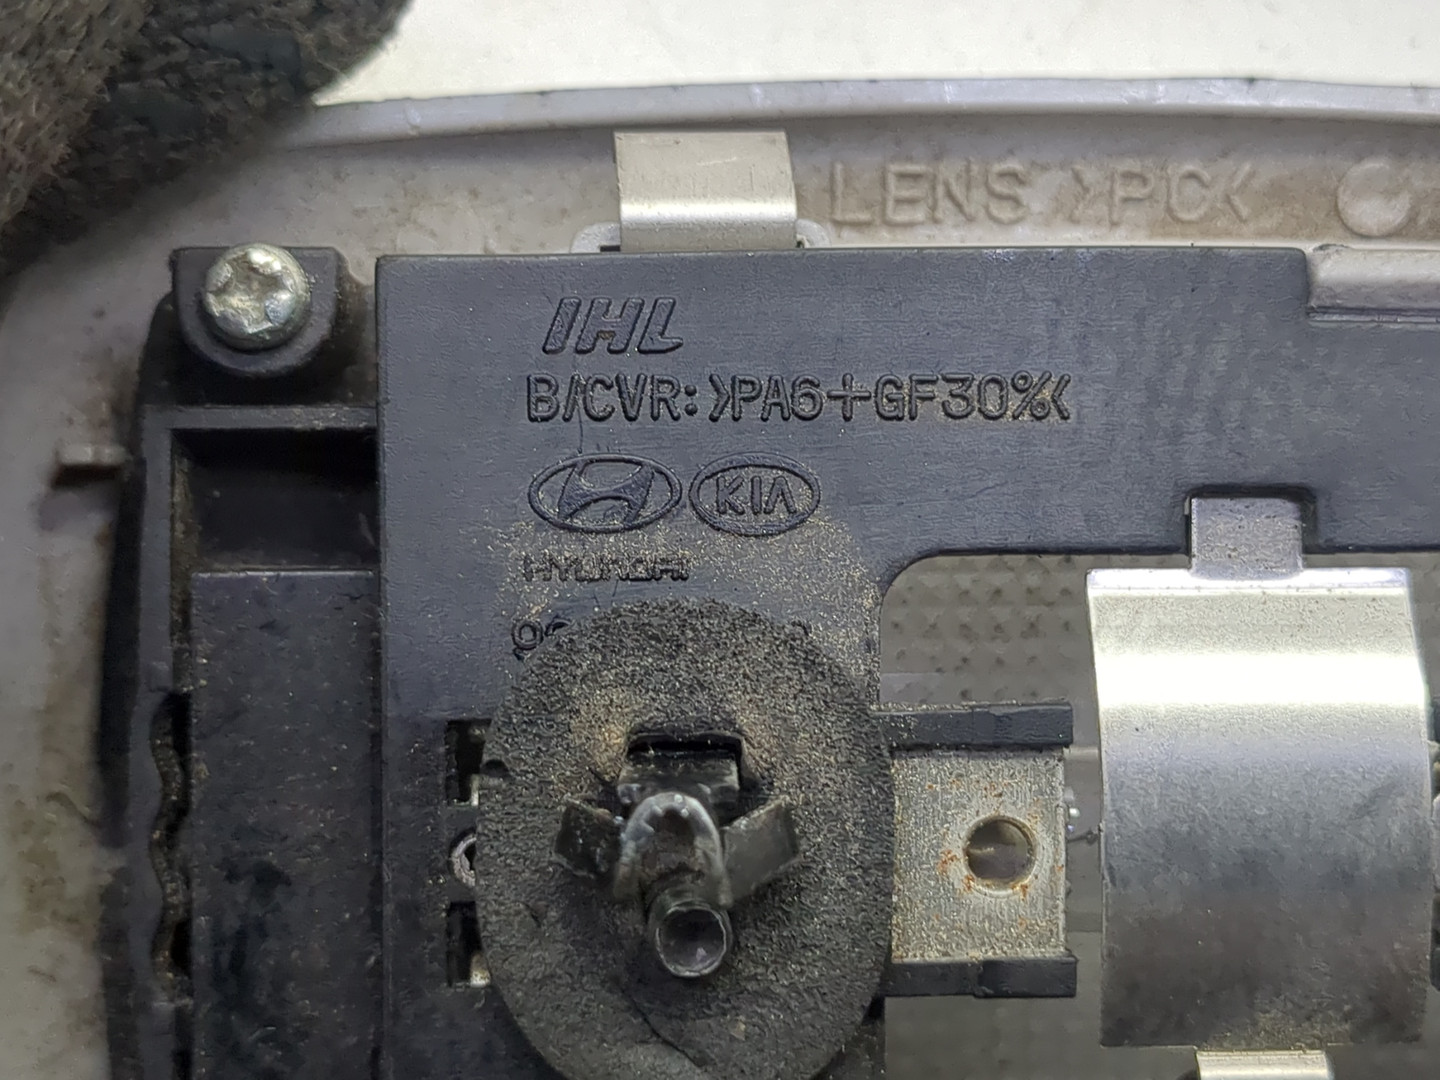 LENS >PC<
IHL
B/CVR: >PA6+GF30%<
KIA
HYUNDAI